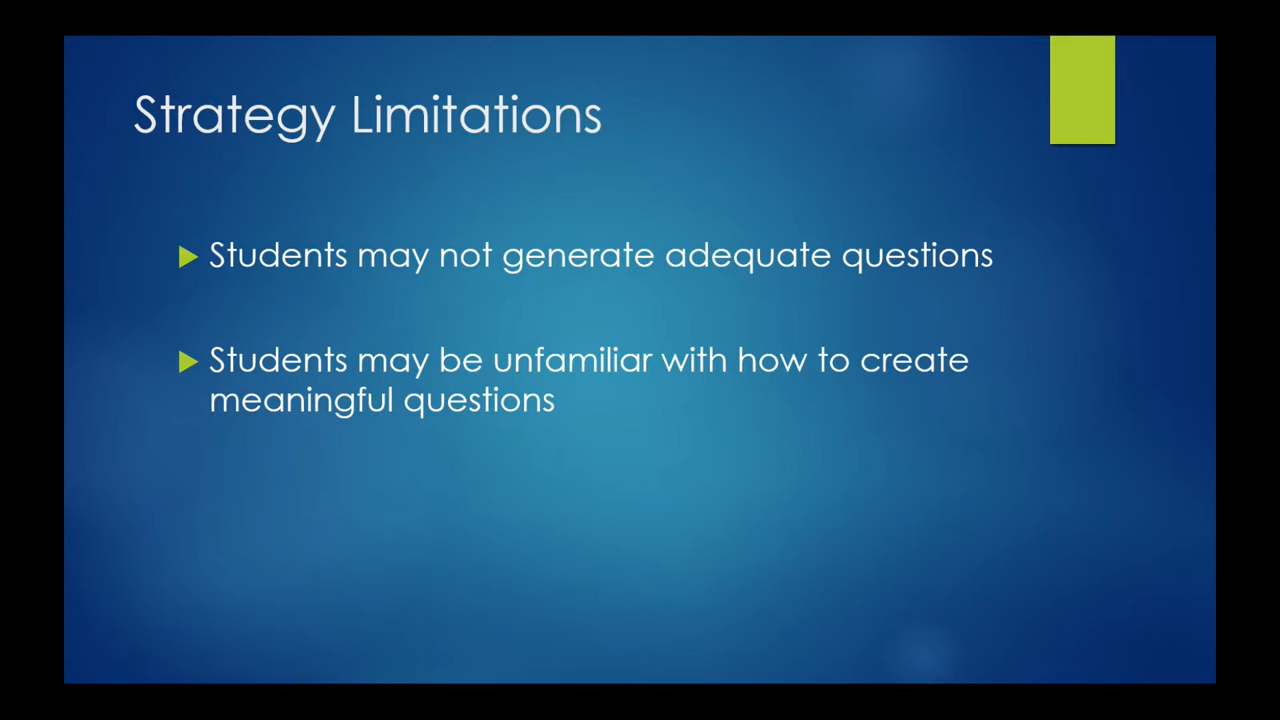 Strategy Limitations
Students may not generate adequate questions
Students may be unfamiliar with how to create
meaningful questions